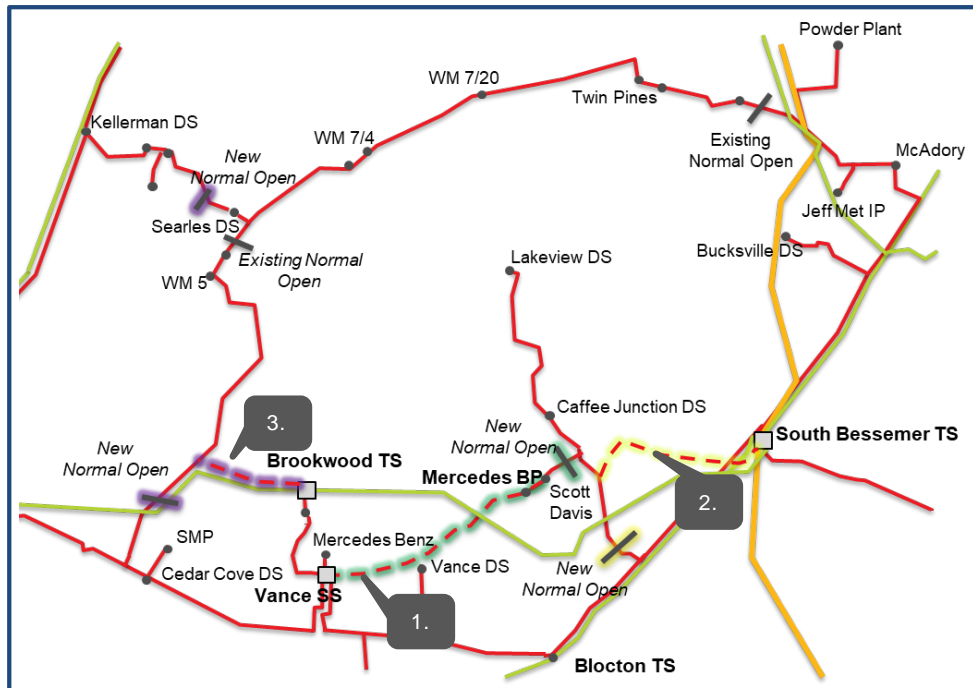 Powder Plant
WM 7/20
Twin Pines
Kellerman DS
WM 7/4
Existing
Normal Open
New
Normal Open
McAdory
Jeff Met IP
Searles DS
Existing Normal
Open
Bucksville DS
WM 5
Lakeview DS
Caffee Junction DS
3.
New
Normal Open
South Bessemer TS
New
Normal Open
Brookwood TS
Mercedes BP
Scott
Davis
2.
SMP
Mercedes Benz
Cedar Cove DS
Vance DS
New
Normal Open
Vance SS
1.
Blocton TS